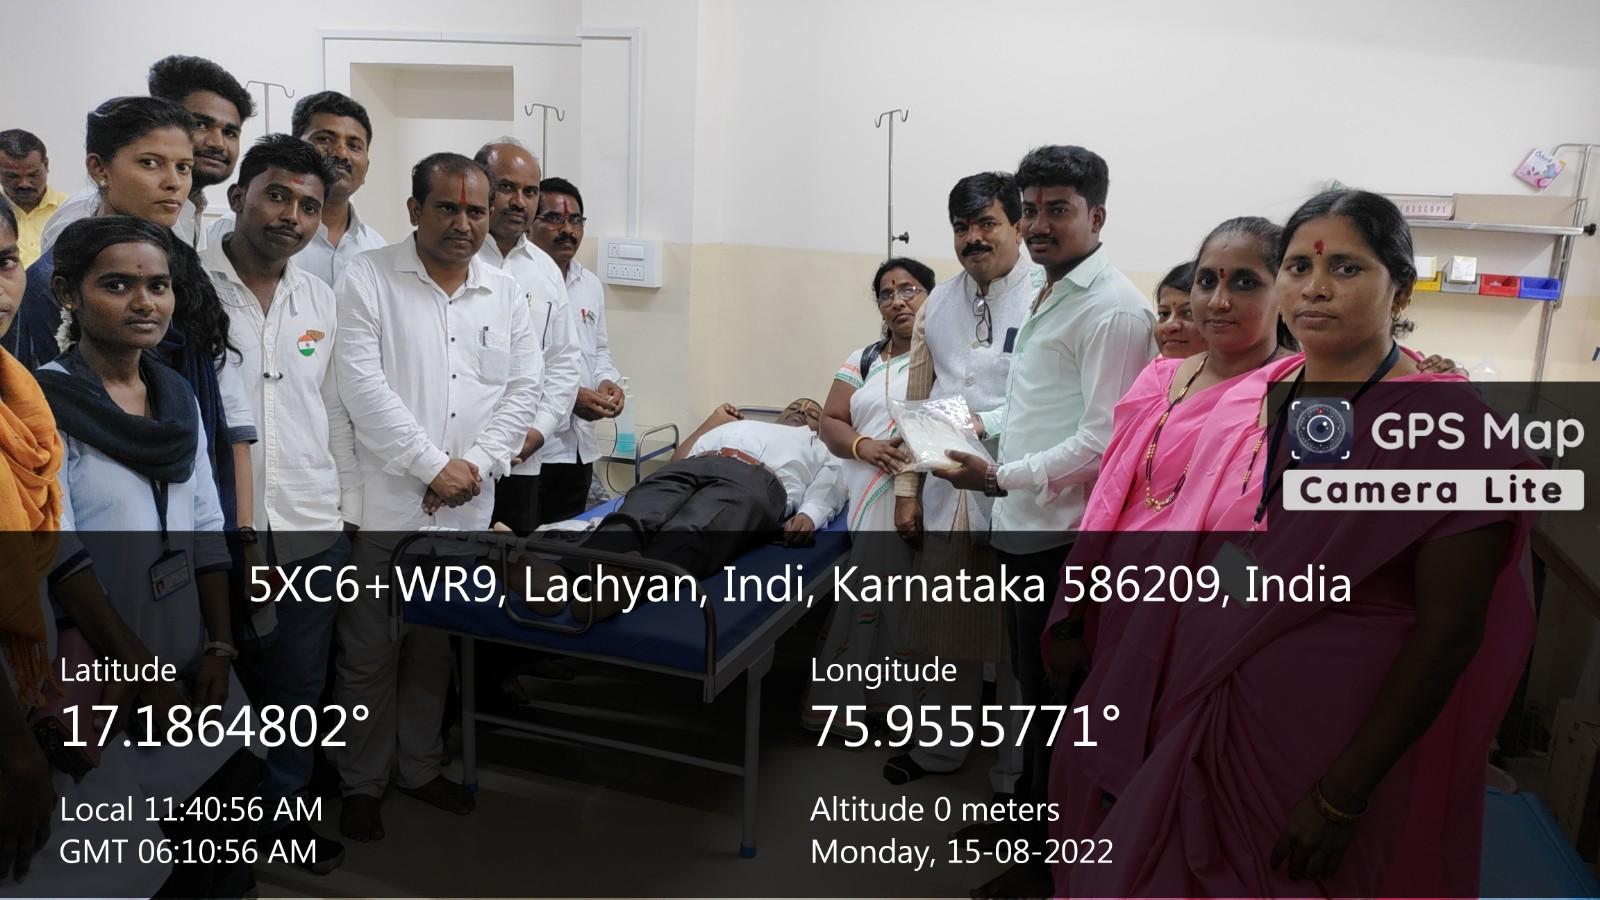 OSCOPE
GPS Map
Camera Lite
5XC6+WR9, Lachyan, Indi, Karnataka 586209, India
Latitude
17.1864802°
Longitude
75.9555771°
Local 11:40:56 AM
GMT 06:10:56 AM
Altitude 0 meters
Monday, 15-08-2022